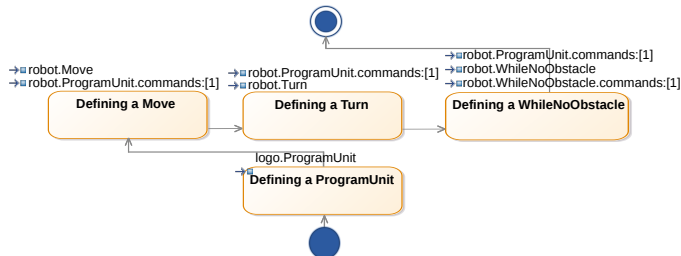 robot.Move
robot.ProgramUnit.commands:[1]
Defining a Move
robot.ProgramUnit.commands:[1]
robot.Turn
Defining a Turn
robot.ProgramUnit.commands:[1]
robot.WhileNoObstacle
robot.WhileNoObstacle.commands:[1]
Defining a WhileNoObstacle
logo.ProgramUnit
Defining a ProgramUnit